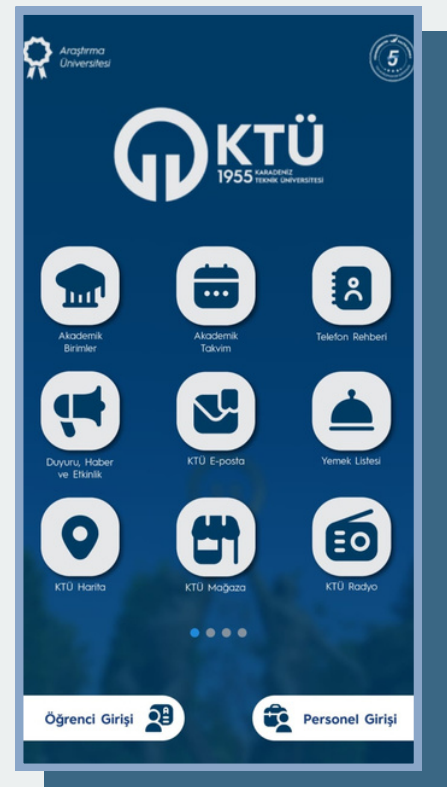 Araştırma
Üniversitesi
5
KTÜ
1955 KARADENİZ
TEKNİK ÜNİVERSİTESİ
Akademik
Birimler
Akademik
Takvim
Telefon Rehberi
Duyuru, Haber
ve Etkinlik
KTÜ E-posta
Yemek Listesi
KTÜ Harita
KTÜ Mağaza
KTÜ Radyo
Öğrenci Girişi
Personel Girişi